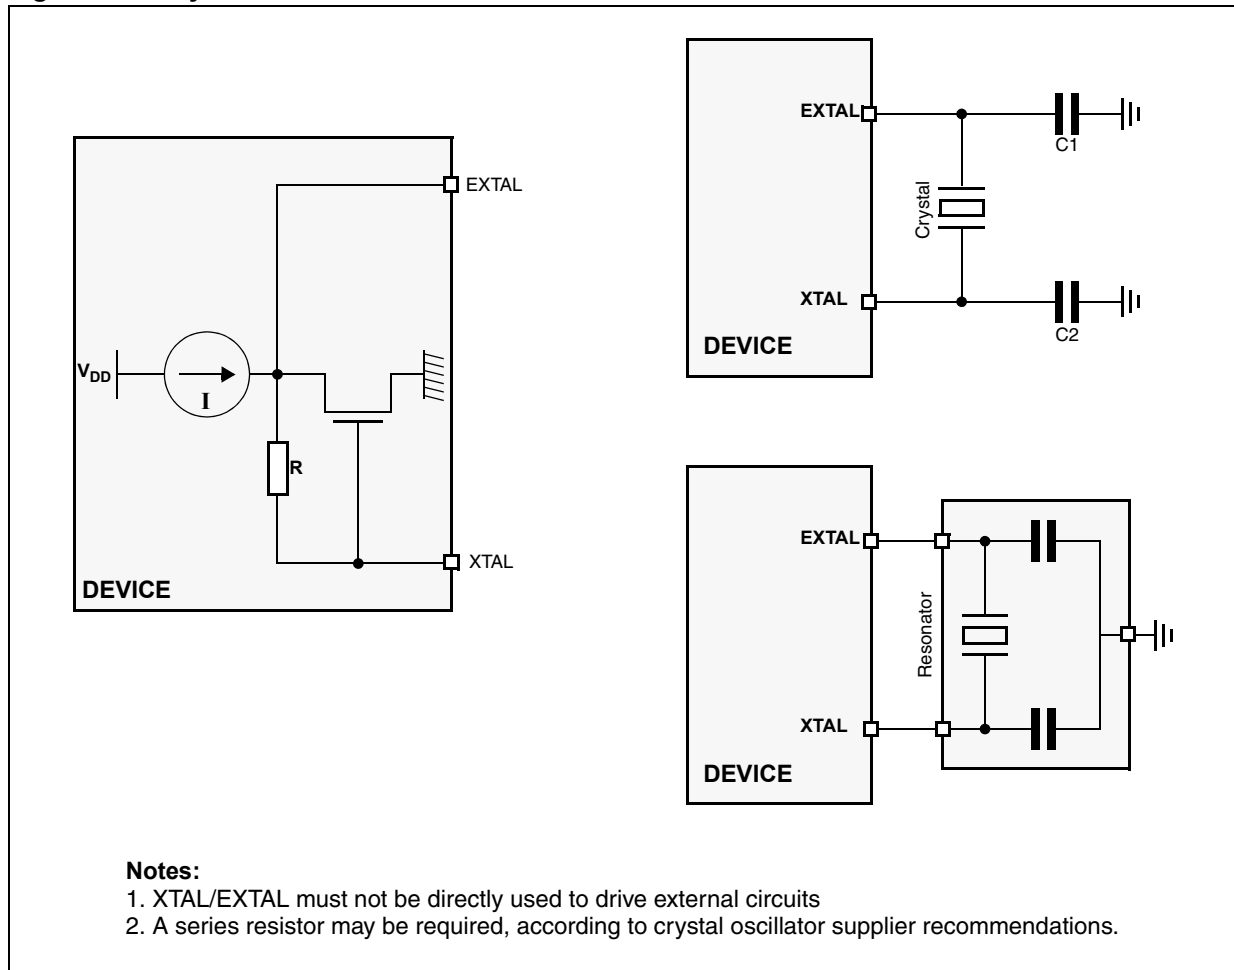 EXTAL
V_DD
I
R
XTAL
DEVICE
EXTAL
C1
Crystal
XTAL
C2
DEVICE
EXTAL
Resonator
XTAL
DEVICE
Notes:
1. XTAL/EXTAL must not be directly used to drive external circuits
2. A series resistor may be required, according to crystal oscillator supplier recommendations.